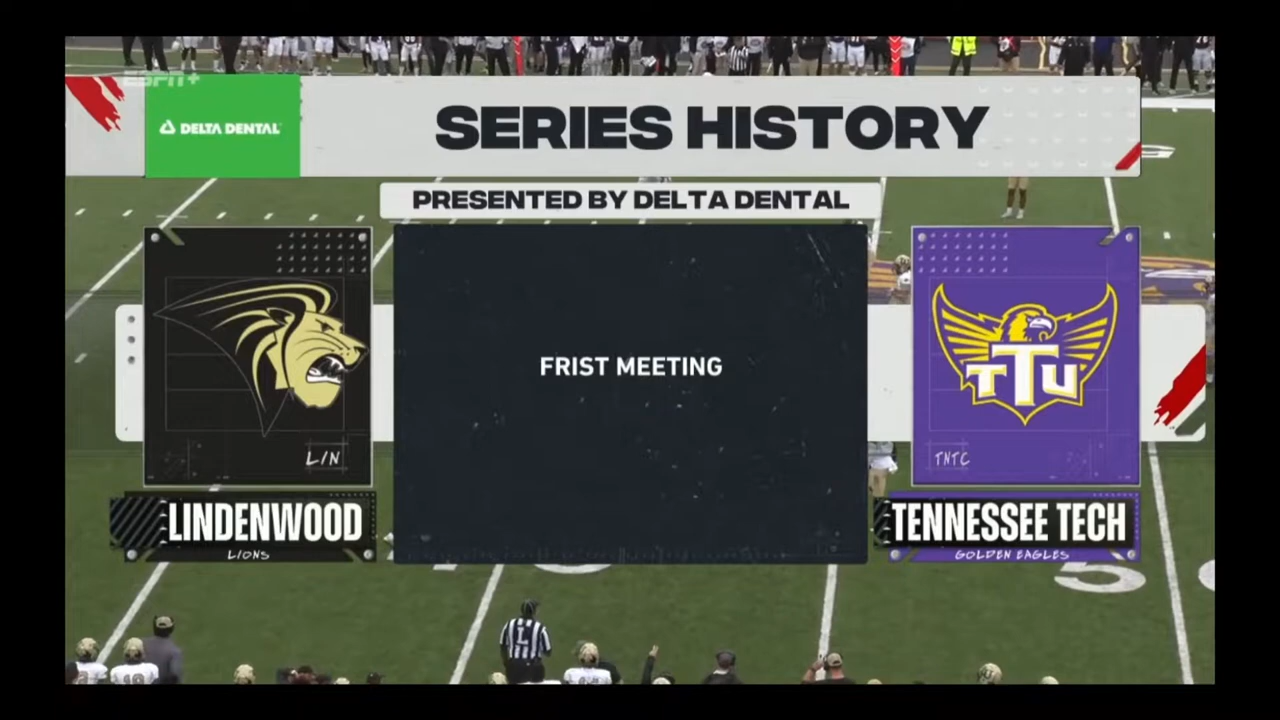 ESPN+
DELTA DENTAL
SERIES HISTORY
PRESENTED BY DELTA DENTAL
FRIST MEETING
LIN
LINDENWOOD
LIONS
TTU
TNTC
TENNESSEE TECH
GOLDEN EAGLES
5
L